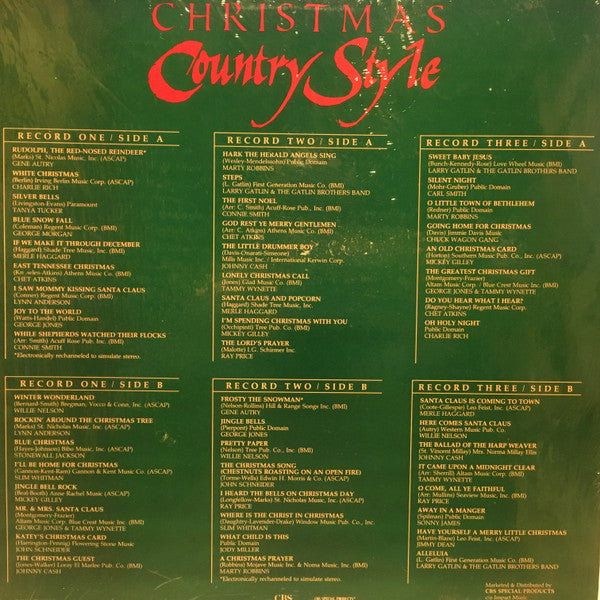 CHRISTMAS
Country Style
RECORD ONE / SIDE A
RUDOLPH, THE RED-NOSED REINDEER*
(Marks) St. Nicolas Music, Inc. (ASCAP)
GENE AUTRY
WHITE CHRISTMAS
(Berlin) Irving Berlin Music Corp. (ASCAP)
CHARLIE RICH
SILVER BELLS
(Livingston-Evans) Paramount
TANYA TUCKER
BLUE SNOW FALL
(Coleman) Regent Music Corp. (BMI)
GEORGE MORGAN
IF WE MAKE IT THROUGH DECEMBER
(Haggard) Shade Tree Music, Inc. (BMI)
MERLE HAGGARD
EAST TENNESSEE CHRISTMAS
(Knowles-Atkins) Athens Music Co. (BMI)
CHET ATKINS
I SAW MOMMY KISSING SANTA CLAUS
(Conner) Regent Music Corp. (BMI)
LYNN ANDERSON
JOY TO THE WORLD
(Watts-Handel) Public Domain
GEORGE JONES
WHILE SHEPHERDS WATCHED THEIR FLOCKS
(Arr: Smith) Acuff Rose Pub. Inc. (BMI)
CONNIE SMITH
*Electronically rechanneled to simulate stereo.
RECORD TWO / SIDE A
HARK THE HERALD ANGELS SING
(Wesley-Mendelssohn) Public Domain
MARTY ROBBINS
STEPS
(L. Gatlin) First Generation Music Co. (BMI)
LARRY GATLIN & THE GATLIN BROTHERS BAND
THE FIRST NOEL
(Arr: C. Smith) Acuff-Rose Pub., Inc. (BMI)
CONNIE SMITH
GOD REST YE MERRY GENTLEMEN
(Arr: C. Atkins) Athens Music Co. (BMI)
CHET ATKINS
THE LITTLE DRUMMER BOY
(Davis-Onarati-Simeone)
Mills Music Inc. / International Kerwin Corp.
JOHNNY CASH
LONELY CHRISTMAS CALL
(Jones) Glad Music Co. (BMI)
TAMMY WYNETTE
SANTA CLAUS AND POPCORN
(Haggard) Shade Tree Music, Inc.
MERLE HAGGARD
I'M SPENDING CHRISTMAS WITH YOU
(Occhipinti) Tree Pub. Co. (BMI)
MICKEY GILLEY
THE LORD'S PRAYER
(Malotte) I.G. Schirmer Inc.
RAY PRICE
RECORD THREE / SIDE A
SWEET BABY JESUS
(Bunch-Kennedy-Rose) Love Wheel Music (BMI)
LARRY GATLIN & THE GATLIN BROTHERS BAND
SILENT NIGHT
(Mohr-Gruber) Public Domain
CARL SMITH
O LITTLE TOWN OF BETHLEHEM
(Redner) Public Domain
MARTY ROBBINS
GOING HOME FOR CHRISTMAS
(Davis) Jimmie Davis Music
CHUCK WAGON GANG
AN OLD CHRISTMAS CARD
(Horton) Southern Music Pub. Co., Inc. (ASCAP)
MICKEY GILLEY
THE GREATEST CHRISTMAS GIFT
(Montgomery-Frazier)
Altam Music Corp. / Blue Crest Music Inc. (BMI)
GEORGE JONES & TAMMY WYNETTE
DO YOU HEAR WHAT I HEAR?
(Ragney-Shayne) Regent Music Corp.
CHET ATKINS
OH HOLY NIGHT
Public Domain
CHARLIE RICH
RECORD ONE / SIDE B
WINTER WONDERLAND
(Bernard-Smith) Bregman, Vocco & Conn, Inc. (ASCAP)
WILLIE NELSON
ROCKIN' AROUND THE CHRISTMAS TREE
(Marks) St. Nicholas Music, Inc. (ASCAP)
LYNN ANDERSON
BLUE CHRISTMAS
(Hayes-Johnson) Bibo Music, Inc. (ASCAP)
STONEWALL JACKSON
I'LL BE HOME FOR CHRISTMAS
(Gannon-Kent-Ram) Gannon & Kent Music Co. (ASCAP)
SLIM WHITMAN
JINGLE BELL ROCK
(Beal-Booth) Anne Rachel Music (ASCAP)
MICKEY GILLEY
MR. & MRS. SANTA CLAUS
(Montgomery-Frazier)
Altam Music Corp. Blue Crest Music Inc. (BMI)
GEORGE JONES & TAMMY WYNETTE
KATEY'S CHRISTMAS CARD
(Harrington-Pennig) Flowering Stone Music
JOHN SCHNEIDER
THE CHRISTMAS GUEST
(Jones-Walker) Loray El Marlee Pub. Co. (BMI)
JOHNNY CASH
RECORD TWO / SIDE B
FROSTY THE SNOWMAN*
(Nelson-Rollins) Hill & Range Songs Inc. (BMI)
GENE AUTRY
JINGLE BELLS
(Pierpont) Public Domain
GEORGE JONES
PRETTY PAPER
(Nelson) Tree Pub. Co., Inc. (BMI)
WILLIE NELSON
THE CHRISTMAS SONG
(CHESTNUTS ROASTING ON AN OPEN FIRE)
(Torme-Wells) Edwin H. Morris & Co. (ASCAP)
JOHN SCHNEIDER
I HEARD THE BELLS ON CHRISTMAS DAY
(Longfellow-Marks) St. Nicholas Music, Inc. (ASCAP)
RAY PRICE
WHERE IS THE CHRIST IN CHRISTMAS
(Daughtry-Lavender-Drake) Window Music Pub. Co., Inc.
SLIM WHITMAN
WHAT CHILD IS THIS
Public Domain
JODY MILLER
A CHRISTMAS PRAYER
(Robbins) Mojave Music Inc. & Noma Music, Inc. (BMI)
MARTY ROBBINS
*Electronically rechanneled to simulate stereo.
RECORD THREE / SIDE B
SANTA CLAUS IS COMING TO TOWN
(Coote-Gillespie) Leo Feist, Inc. (ASCAP)
MERLE HAGGARD
HERE COMES SANTA CLAUS
(Autry) Western Music Pub. Co.
WILLIE NELSON
THE BALLAD OF THE HARP WEAVER
(St. Vincent Millay) Mrs. Norma Millay Ellis
JOHNNY CASH
IT CAME UPON A MIDNIGHT CLEAR
(Arr: Sherrill) Altam Music Corp. (BMI)
TAMMY WYNETTE
O COME, ALL YE FAITHFUL
(Arr: Mullins) Seaview Music, Inc. (BMI)
RAY PRICE
AWAY IN A MANGER
(Spilman) Public Domain
SONNY JAMES
HAVE YOURSELF A MERRY LITTLE CHRISTMAS
(Martin-Blane) Leo Feist, Inc. (ASCAP)
JIMMY DEAN
ALLELUIA
(L. Gatlin) First Generation Music Co. (BMI)
LARRY GATLIN & THE GATLIN BROTHERS BAND
CBS
CBS SPECIAL PRODUCTS
Marketed & Distributed by
CBS SPECIAL PRODUCTS
c/o Impact Music